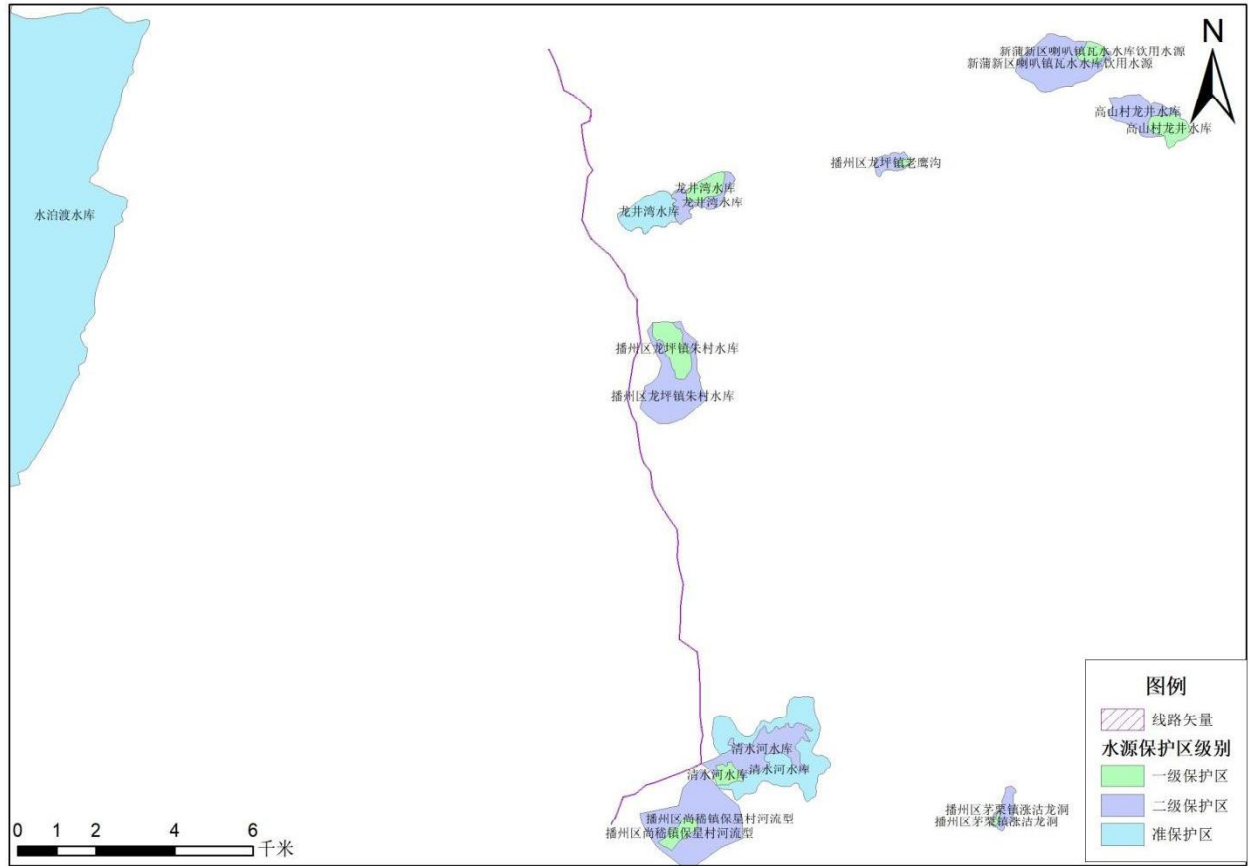 N
新蒲新区喇叭镇瓦水水库饮用水源
新蒲新区喇叭镇瓦水水库饮用水源
高山村龙井水库
高山村龙井水库
播州区龙坪镇老鹰沟
龙井湾水库
龙井湾水库
龙井湾水库
水泊渡水库
播州区龙坪镇朱村水库
播州区龙坪镇朱村水库
清水河水库
清水河水库
清水河水库
播州区尚嵇镇保星村河流型
播州区尚嵇镇保星村河流型
播州区茅栗镇涨沽龙洞
播州区茅栗镇涨沽龙洞
图例
线路矢量
水源保护区级别
一级保护区
二级保护区
准保护区
0 1 2 4 6
千米